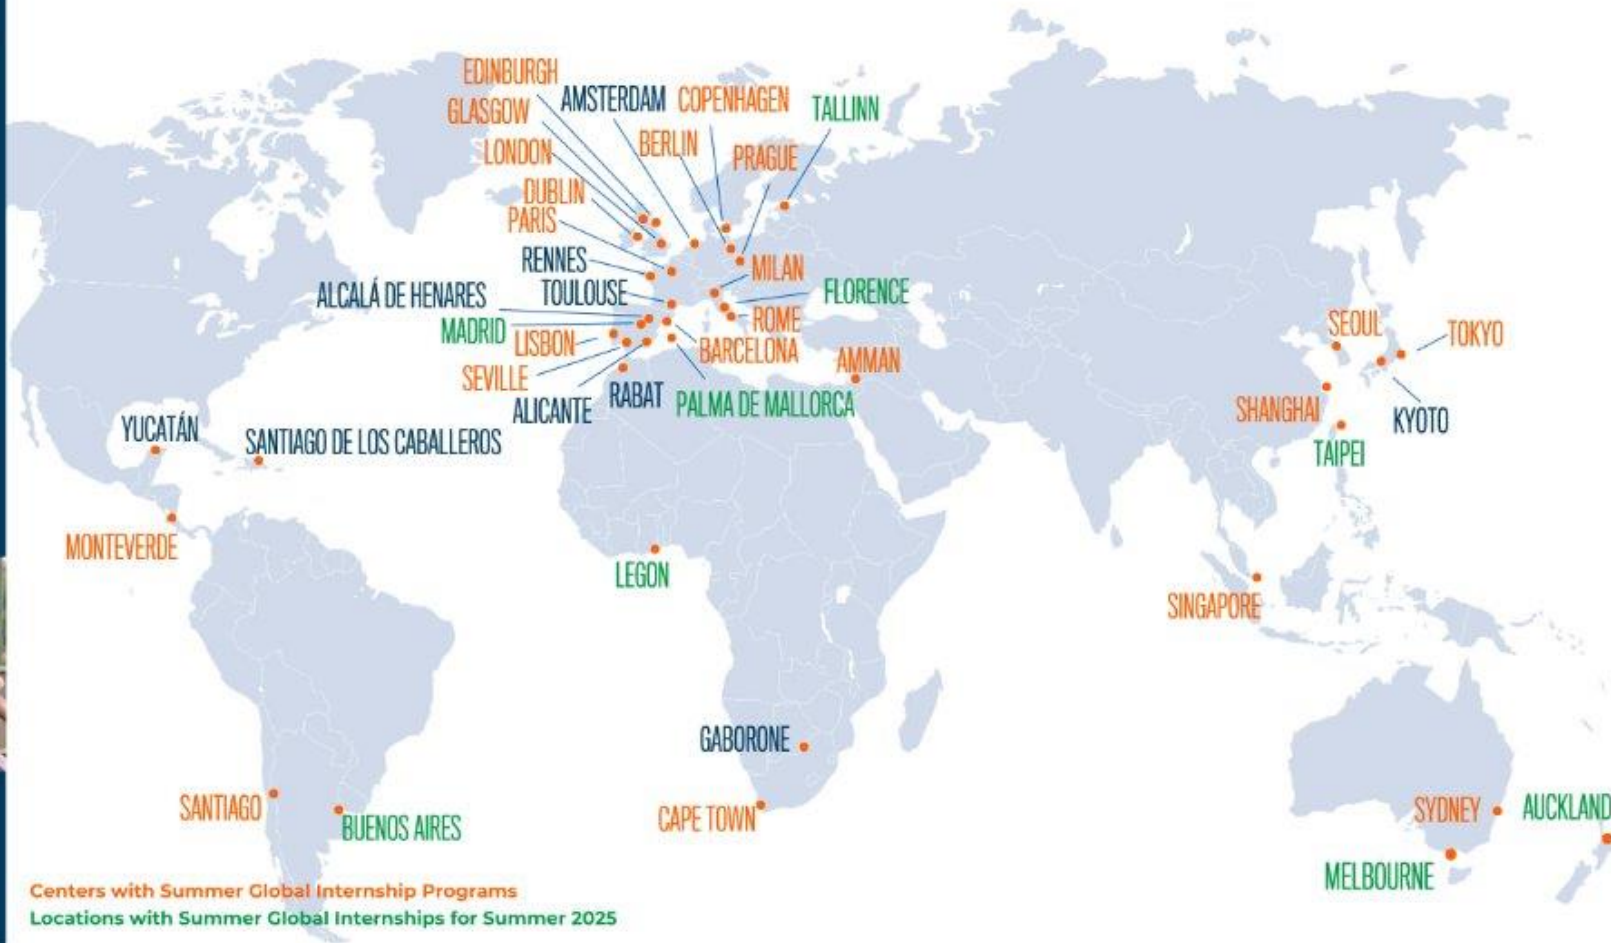 EDINBURGH
AMSTERDAM
COPENHAGEN
TALLINN
GLASGOW
BERLIN
LONDON
PRAGUE
DUBLIN
PARIS
RENNES
MILAN
TOULOUSE
FLORENCE
ALCALÁ DE HENARES
MADRID
LISBON
ROME
BARCELONA
SEOUL
TOKYO
SEVILLE
AMMAN
ALICANTE
RABAT
PALMA DE MALLORCA
SHANGHAI
KYOTO
YUCATÁN
SANTIAGO DE LOS CABALLEROS
TAIPEI
MONTEVERDE
LEGON
SINGAPORE
GABORONE
SANTIAGO
BUENOS AIRES
CAPE TOWN
SYDNEY
AUCKLAND
MELBOURNE
Centers with Summer Global Internship Programs
Locations with Summer Global Internships for Summer 2025